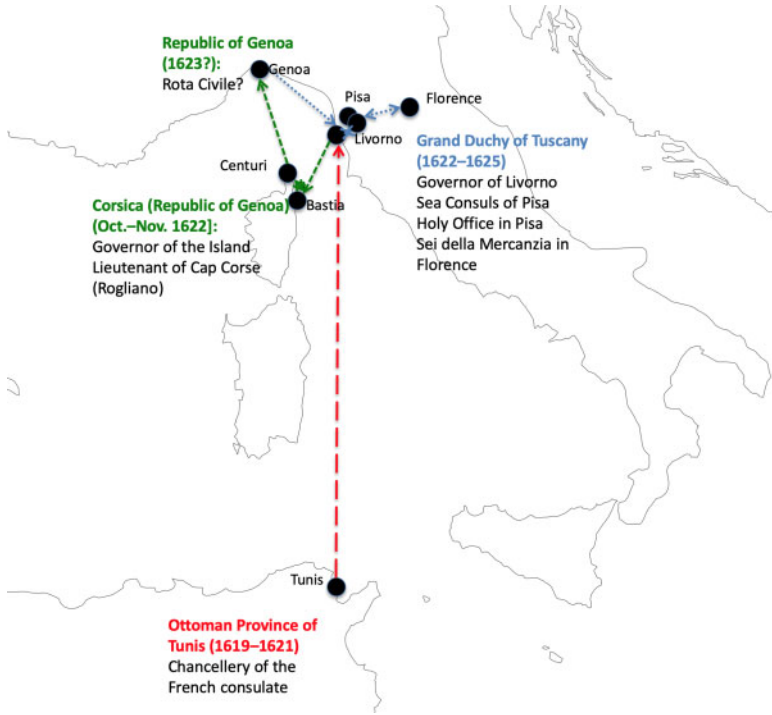 Republic of Genoa
(1623?):
Rota Civile?
Genoa
Pisa
Florence
Livorno
Grand Duchy of Tuscany
(1622–1625)
Governor of Livorno
Sea Consuls of Pisa
Holy Office in Pisa
Sei della Mercanzia in
Florence
Centuri
Corsica (Republic of Genoa)
(Oct.–Nov. 1622]:
Bastia
Governor of the Island
Lieutenant of Cap Corse
(Rogliano)
Tunis
Ottoman Province of
Tunis (1619–1621)
Chancellery of the
French consulate